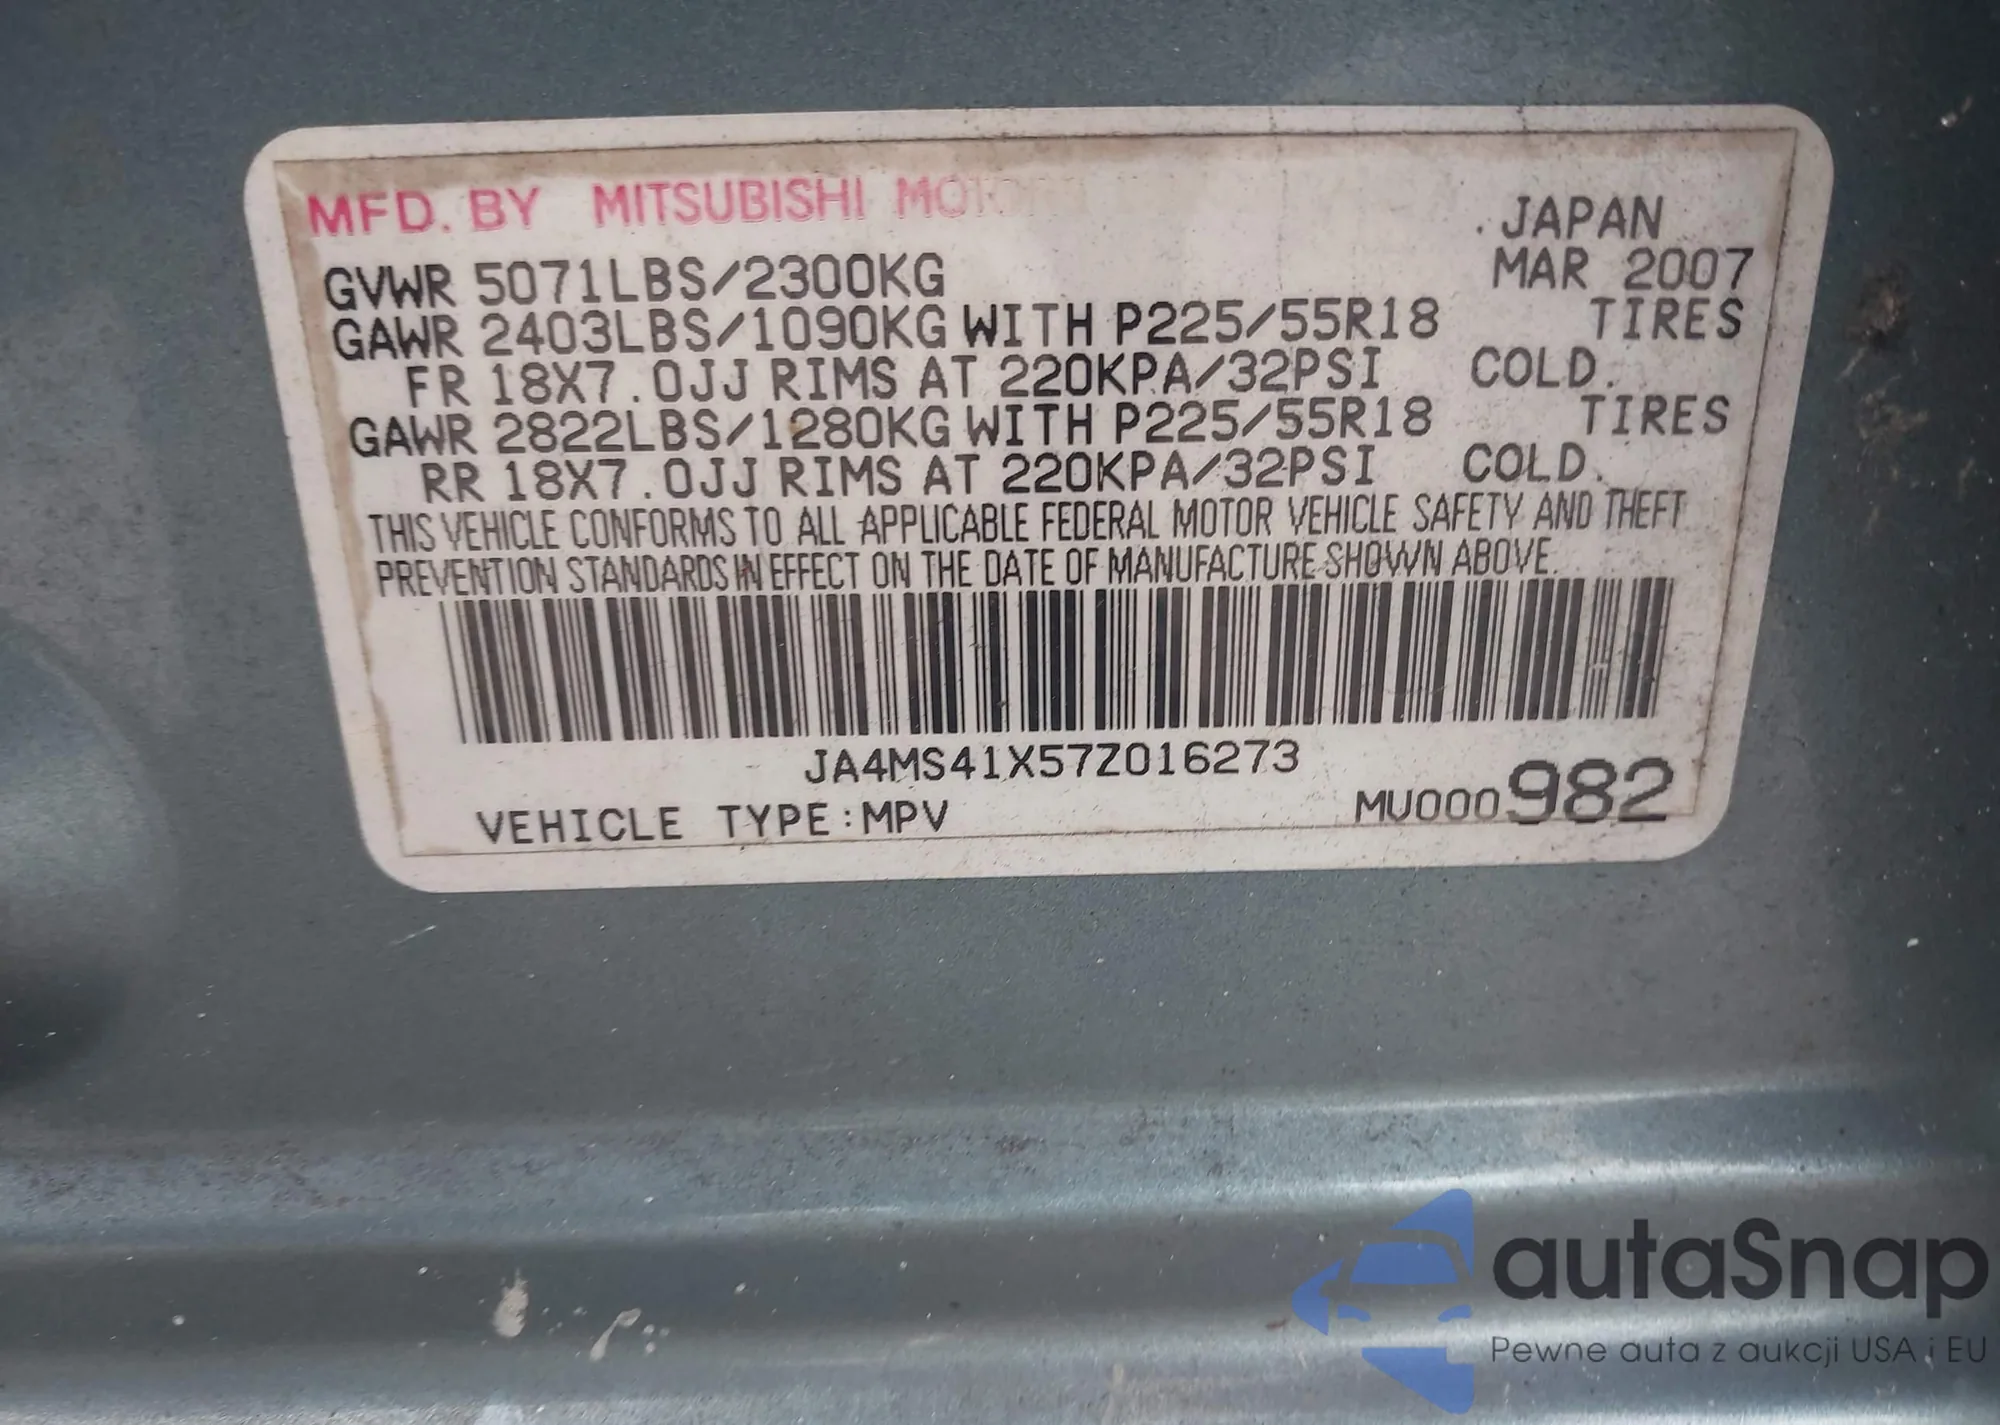 MFD. BY MITSUBISHI
JAPAN
GVWR 5071LBS/2300KG MAR 2007
GAWR 2403LBS/1090KG WITH P225/55R18 TIRES
FR 18X7.0JJ RIMS AT 220KPA/32PSI COLD.
GAWR 2822LBS/1280KG WITH P225/55R18 TIRES
RR 18X7.0JJ RIMS AT 220KPA/32PSI COLD.
THIS VEHICLE CONFORMS TO ALL APPLICABLE FEDERAL MOTOR VEHICLE SAFETY AND THEFT
PREVENTION STANDARDS IN EFFECT ON THE DATE OF MANUFACTURE SHOWN ABOVE.
JA4MS41X57Z016273
VEHICLE TYPE:MPV MU000982
autaSnap
Pewne auta z aukcji USA i EU